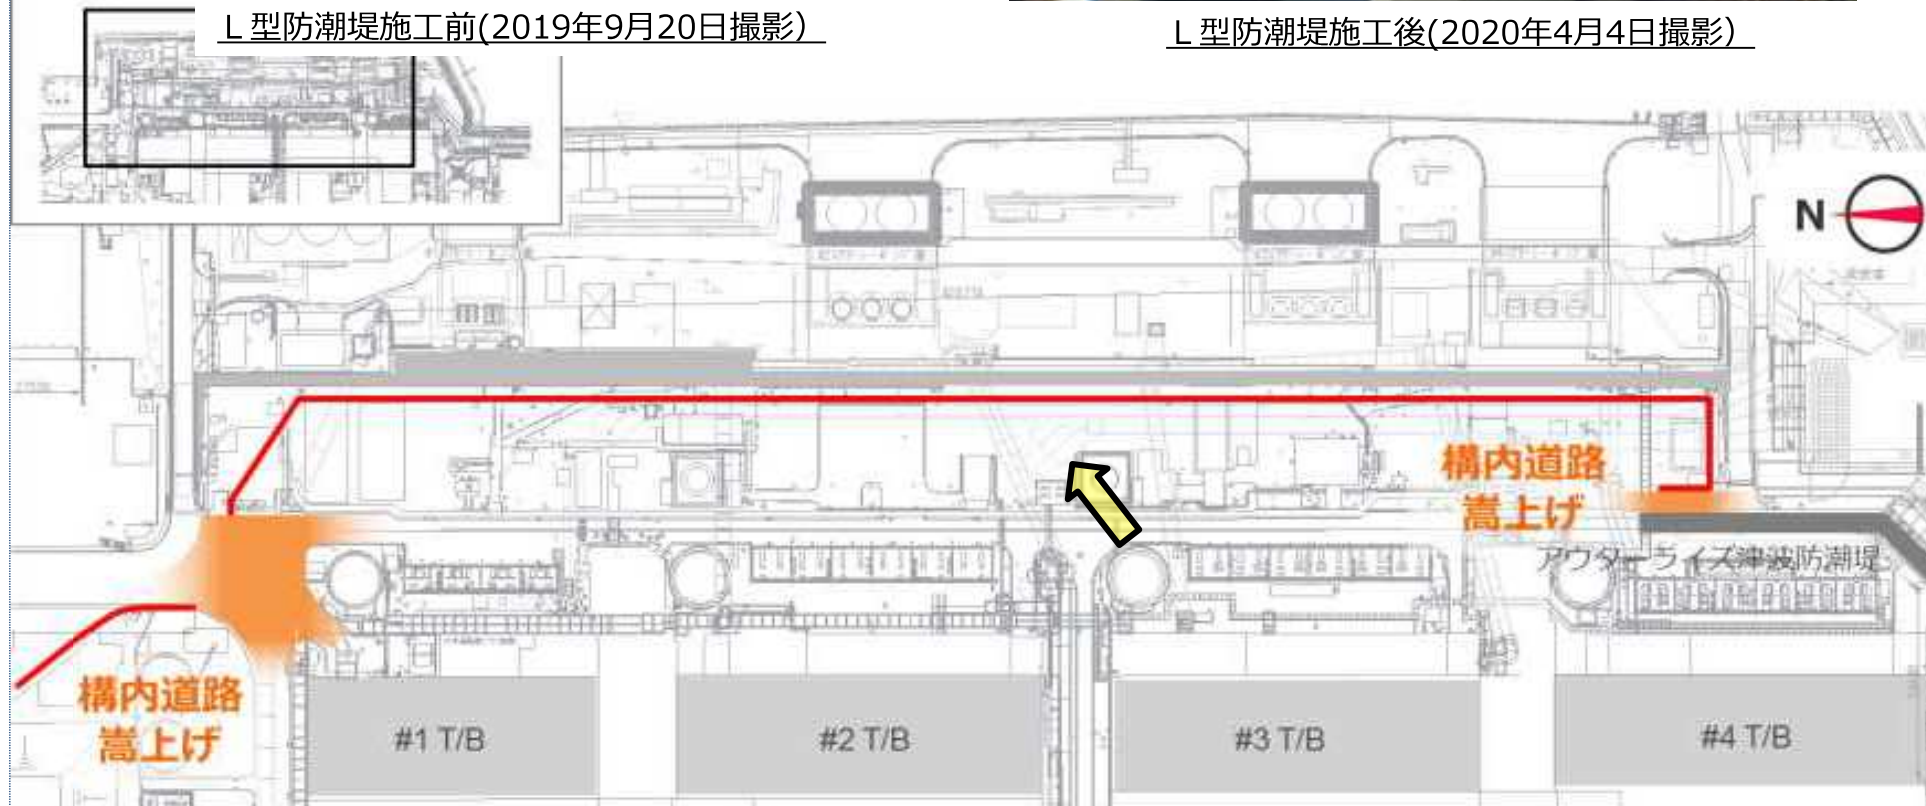 L型防潮堤施工前(2019年9月20日撮影）
L型防潮堤施工後(2020年4月4日撮影）
N
構内道路
嵩上げ
アウターライズ津波防潮堤
構内道路
嵩上げ
#1 T/B
#2 T/B
#3 T/B
#4 T/B